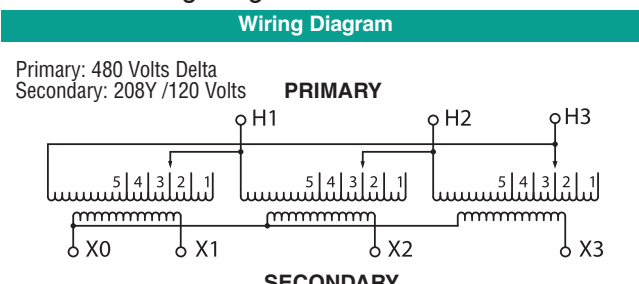 Wiring Diagram
Primary: 480 Volts Delta
Secondary: 208Y /120 Volts
PRIMARY
H1 H2 H3
5 4 3 2 1 5 4 3 2 1 5 4 3 2 1
X0 X1 X2 X3
SECONDARY